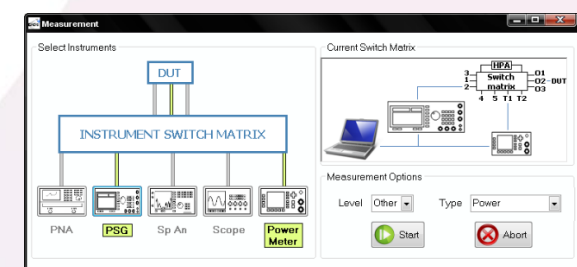 Measurement
Select Instruments
DUT
INSTRUMENT SWITCH MATRIX
PNA
PSG
Sp An
Scope
Power
Meter
Current Switch Matrix
HPA
3
1
2
Switch
matrix
O1
O2
O3
DUT
4 5 T1 T2
Measurement Options
Level Other Type Power
Start Abort